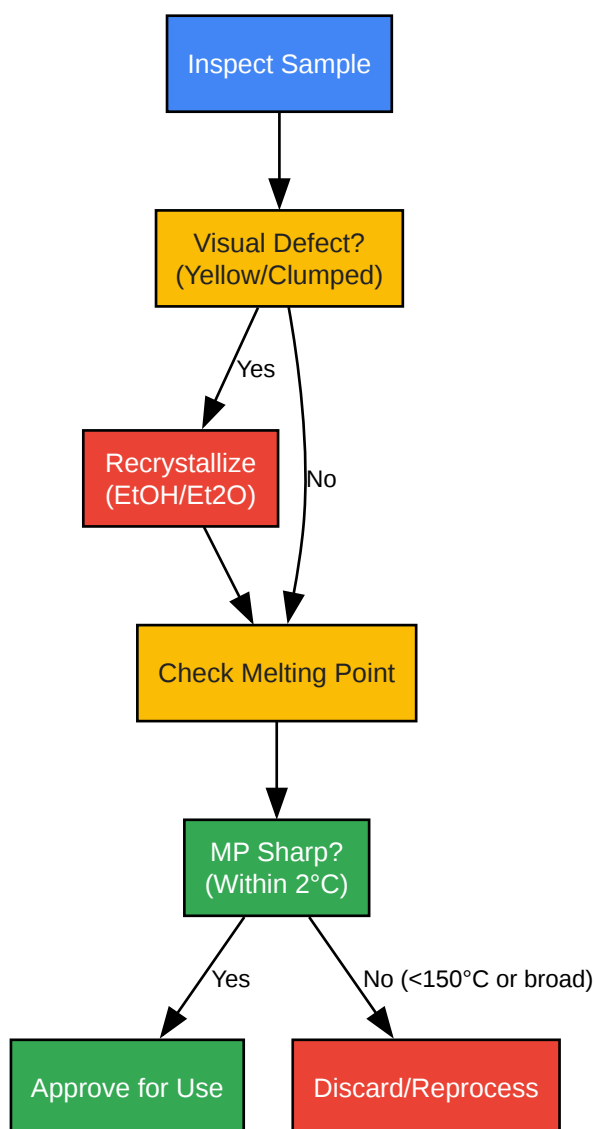 Inspect Sample
Visual Defect?
(Yellow/Clumped)
Yes
Recrystallize
(EtOH/Et2O)
No
Check Melting Point
MP Sharp?
(Within 2°C)
Yes
No (<150°C or broad)
Approve for Use
Discard/Reprocess